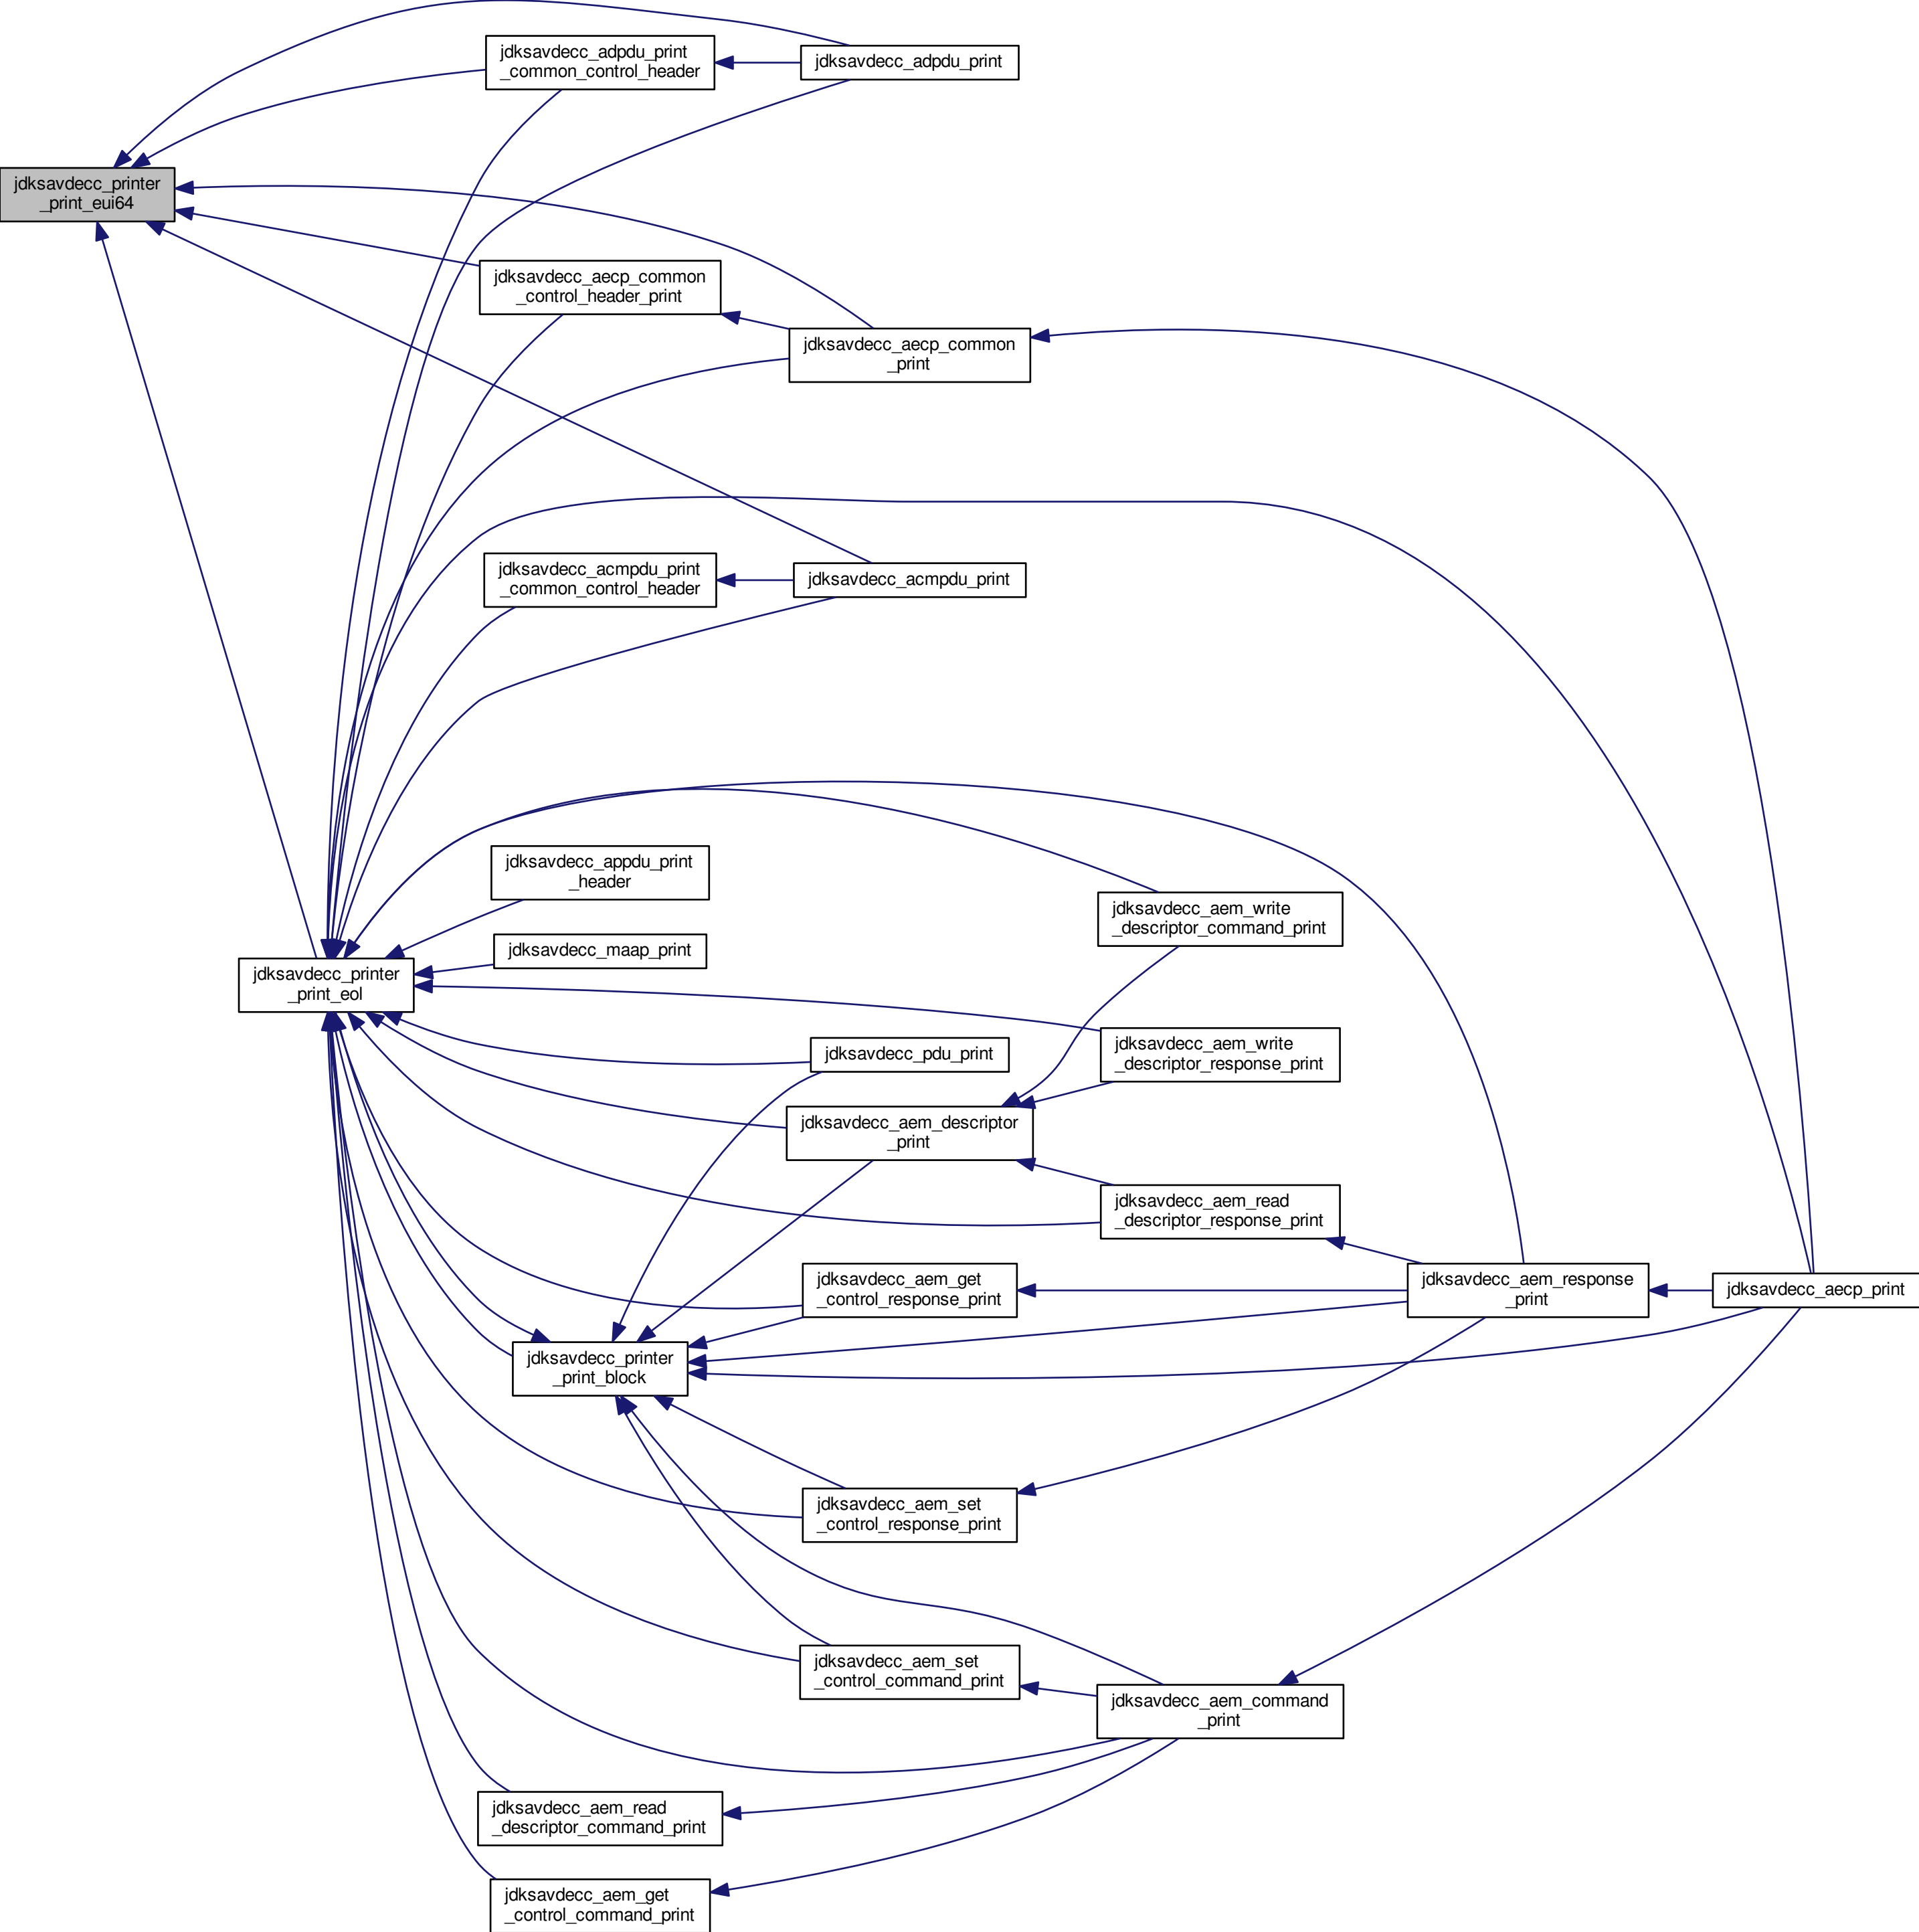 jdksavdecc_adpdu_print
_common_control_header
jdksavdecc_adpdu_print
jdksavdecc_printer
_print_eui64
jdksavdecc_aecp_common
_control_header_print
jdksavdecc_aecp_common
_print
jdksavdecc_acmpdu_print
_common_control_header
jdksavdecc_acmpdu_print
jdksavdecc_appdu_print
_header
jdksavdecc_aem_write
_descriptor_command_print
jdksavdecc_maap_print
jdksavdecc_printer
_print_eol
jdksavdecc_pdu_print
jdksavdecc_aem_write
_descriptor_response_print
jdksavdecc_aem_descriptor
_print
jdksavdecc_aem_read
_descriptor_response_print
jdksavdecc_aem_get
_control_response_print
jdksavdecc_aem_response
_print
jdksavdecc_aecp_print
jdksavdecc_printer
_print_block
jdksavdecc_aem_set
_control_response_print
jdksavdecc_aem_set
_control_command_print
jdksavdecc_aem_command
_print
jdksavdecc_aem_read
_descriptor_command_print
jdksavdecc_aem_get
_control_command_print